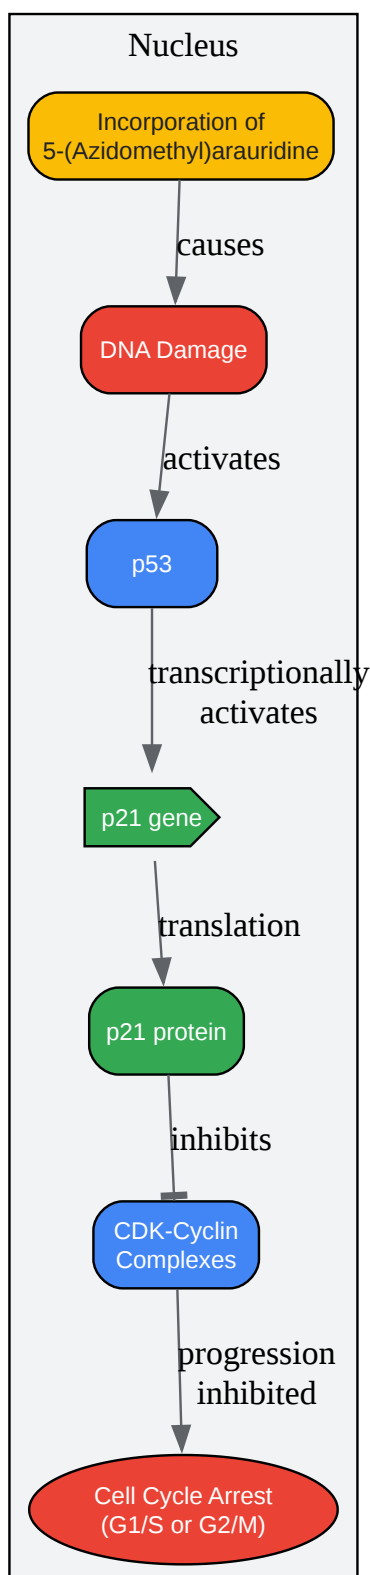 Nucleus
Incorporation of
5-(Azidomethyl)arauridine
causes
DNA Damage
activates
p53
transcriptionally
activates
p21 gene
translation
p21 protein
inhibits
CDK-Cyclin
Complexes
progression
inhibited
Cell Cycle Arrest
(G1/S or G2/M)